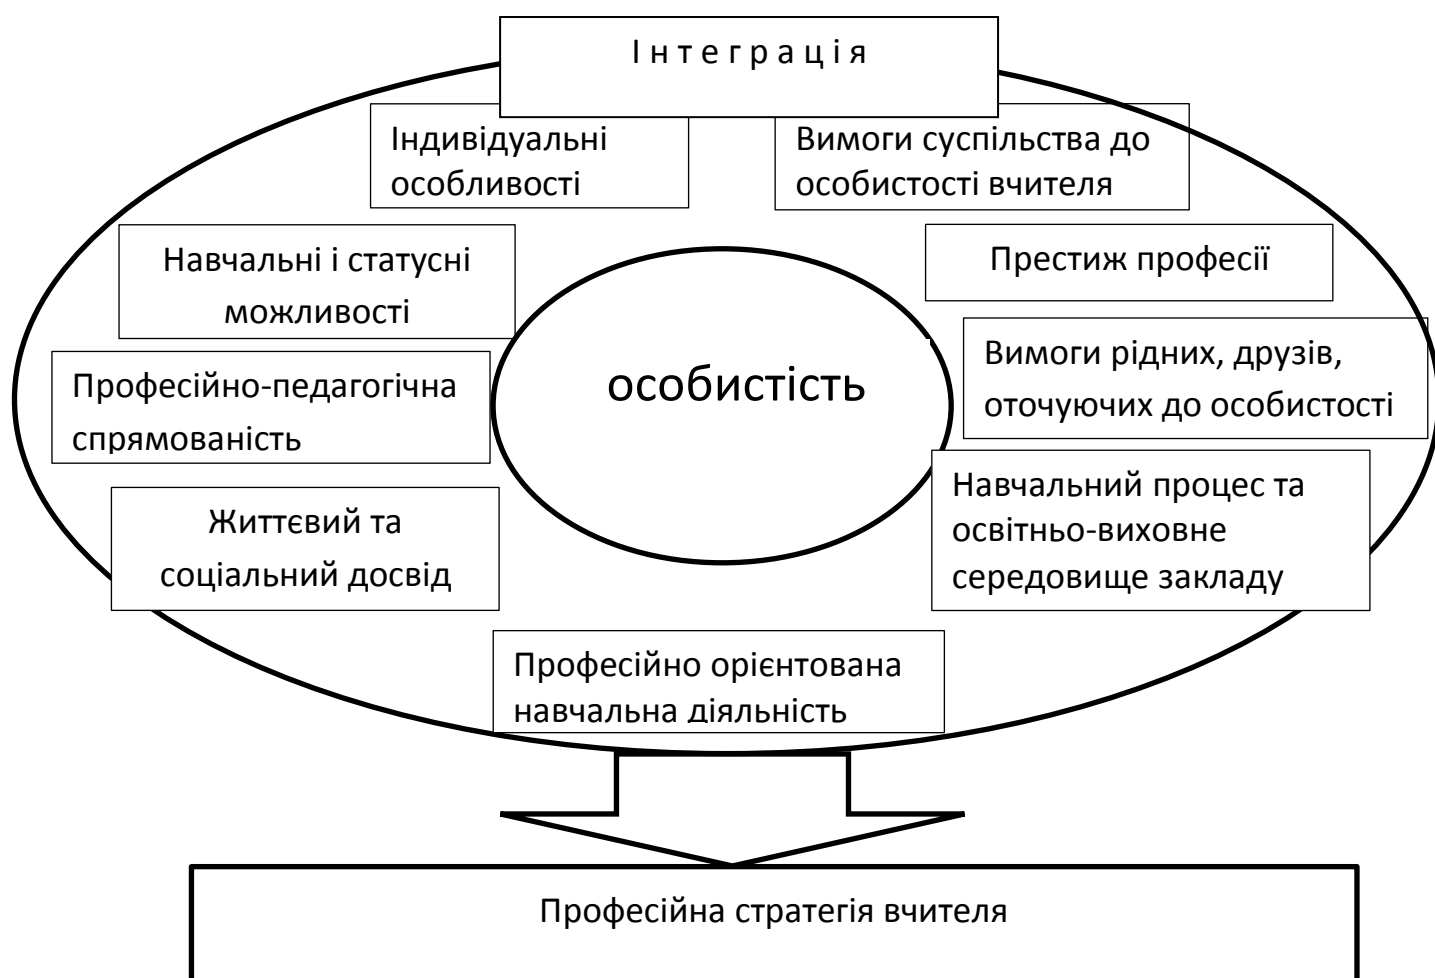 І н т е г р а ц і я
Індивідуальні
особливості
Вимоги суспільства до
особистості вчителя
Навчальні і статусні
можливості
Престиж професії
Професійно-педагогічна
спрямованість
особистість
Вимоги рідних, друзів,
оточуючих до особистості
Життєвий та
соціальний досвід
Навчальний процес та
освітньо-виховне
середовище закладу
Професійно орієнтована
навчальна діяльність
Професійна стратегія вчителя